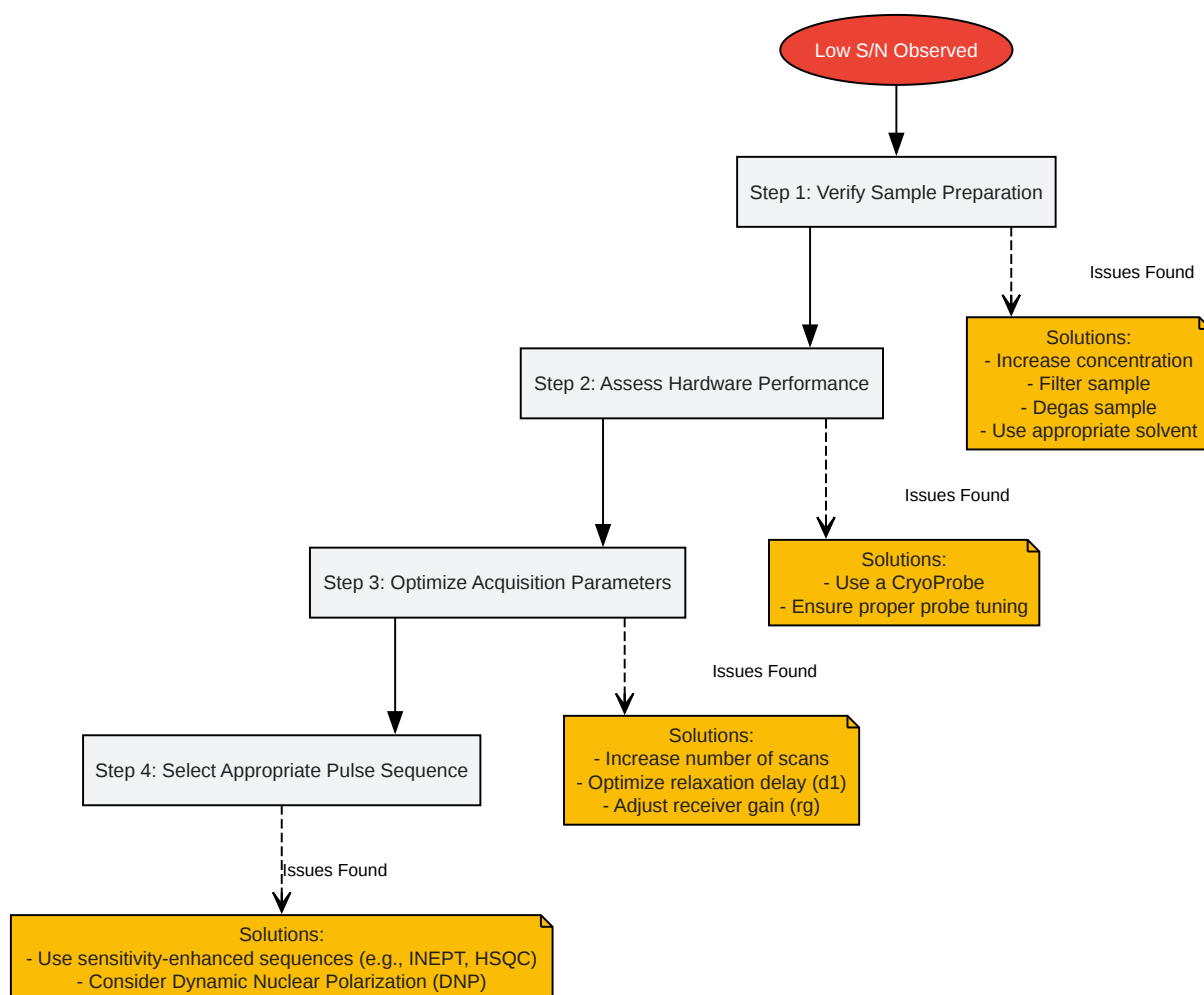 Low S/N Observed
Step 1: Verify Sample Preparation
Issues Found
Solutions:
- Increase concentration
- Filter sample
- Degas sample
- Use appropriate solvent
Step 2: Assess Hardware Performance
Issues Found
Solutions:
- Use a CryoProbe
- Ensure proper probe tuning
Step 3: Optimize Acquisition Parameters
Issues Found
Solutions:
- Increase number of scans
- Optimize relaxation delay (d1)
- Adjust receiver gain (rg)
Step 4: Select Appropriate Pulse Sequence
Issues Found
Solutions:
- Use sensitivity-enhanced sequences (e.g., INEPT, HSQC)
- Consider Dynamic Nuclear Polarization (DNP)